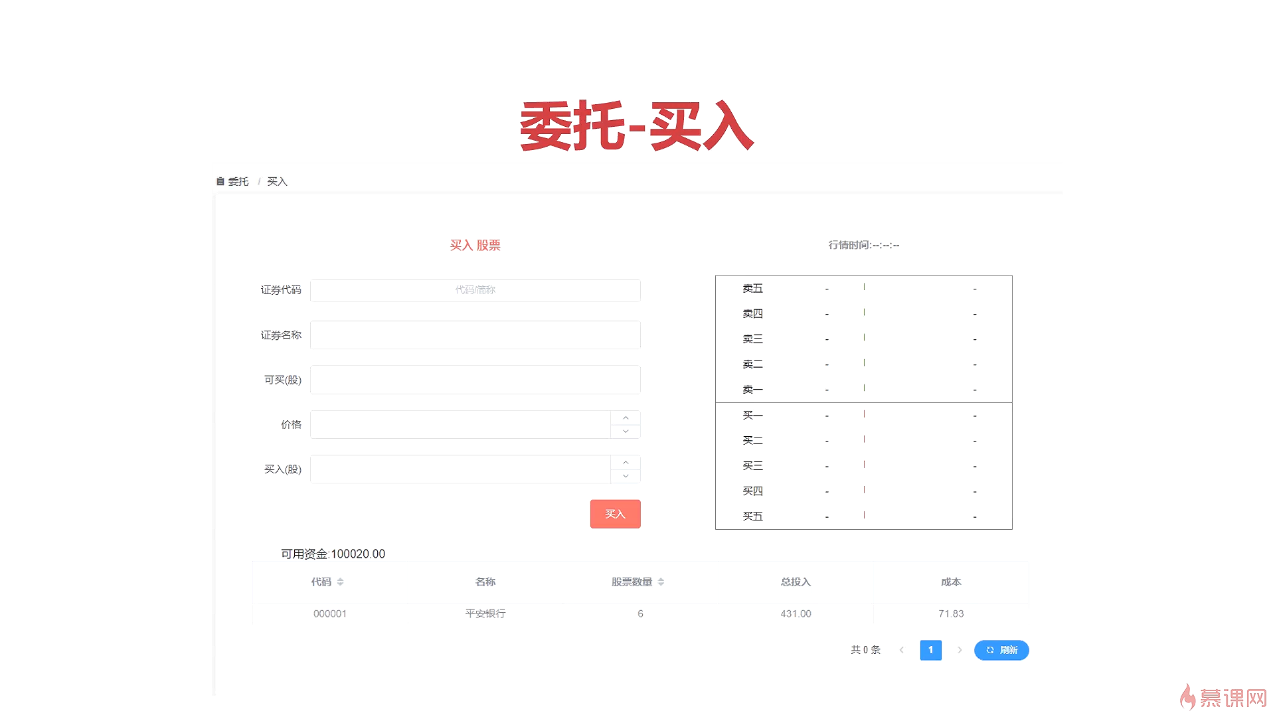 委托-买入
委托 / 买入
买入 股票
行情时间:--:--:--
证券代码 代码/简称
证券名称
可买(股)
价格
买入(股)
买入
卖五 - -
卖四 - -
卖三 - -
卖二 - -
卖一 - -
买一 - -
买二 - -
买三 - -
买四 - -
买五 - -
可用资金:100020.00
代码 名称 股票数量 总投入 成本
000001 平安银行 6 431.00 71.83
共 0 条 < 1 > 刷新
慕课网